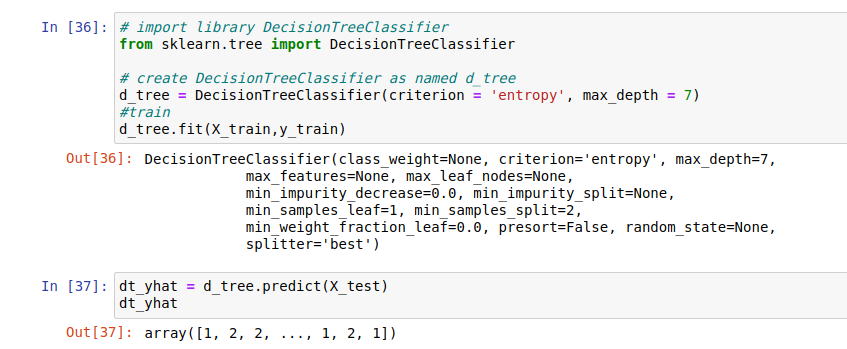 In [36]: # import library DecisionTreeClassifier
from sklearn.tree import DecisionTreeClassifier
# create DecisionTreeClassifier as named d_tree
d_tree = DecisionTreeClassifier(criterion = 'entropy', max_depth = 7)
#train
d_tree.fit(X_train,y_train)
Out[36]: DecisionTreeClassifier(class_weight=None, criterion='entropy', max_depth=7,
max_features=None, max_leaf_nodes=None,
min_impurity_decrease=0.0, min_impurity_split=None,
min_samples_leaf=1, min_samples_split=2,
min_weight_fraction_leaf=0.0, presort=False, random_state=None,
splitter='best')
In [37]: dt_yhat = d_tree.predict(X_test)
dt_yhat
Out[37]: array([1, 2, 2, ..., 1, 2, 1])